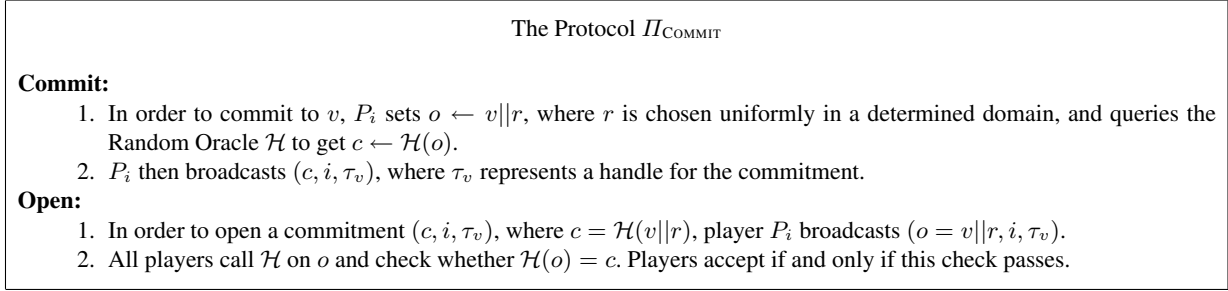 The Protocol Π_COMMIT
Commit:
1. In order to commit to v, P_i sets o ← v||r, where r is chosen uniformly in a determined domain, and queries the
Random Oracle ℋ to get c ← ℋ(o).
2. P_i then broadcasts (c, i, τ_v), where τ_v represents a handle for the commitment.
Open:
1. In order to open a commitment (c, i, τ_v), where c = ℋ(v||r), player P_i broadcasts (o = v||r, i, τ_v).
2. All players call ℋ on o and check whether ℋ(o) = c. Players accept if and only if this check passes.